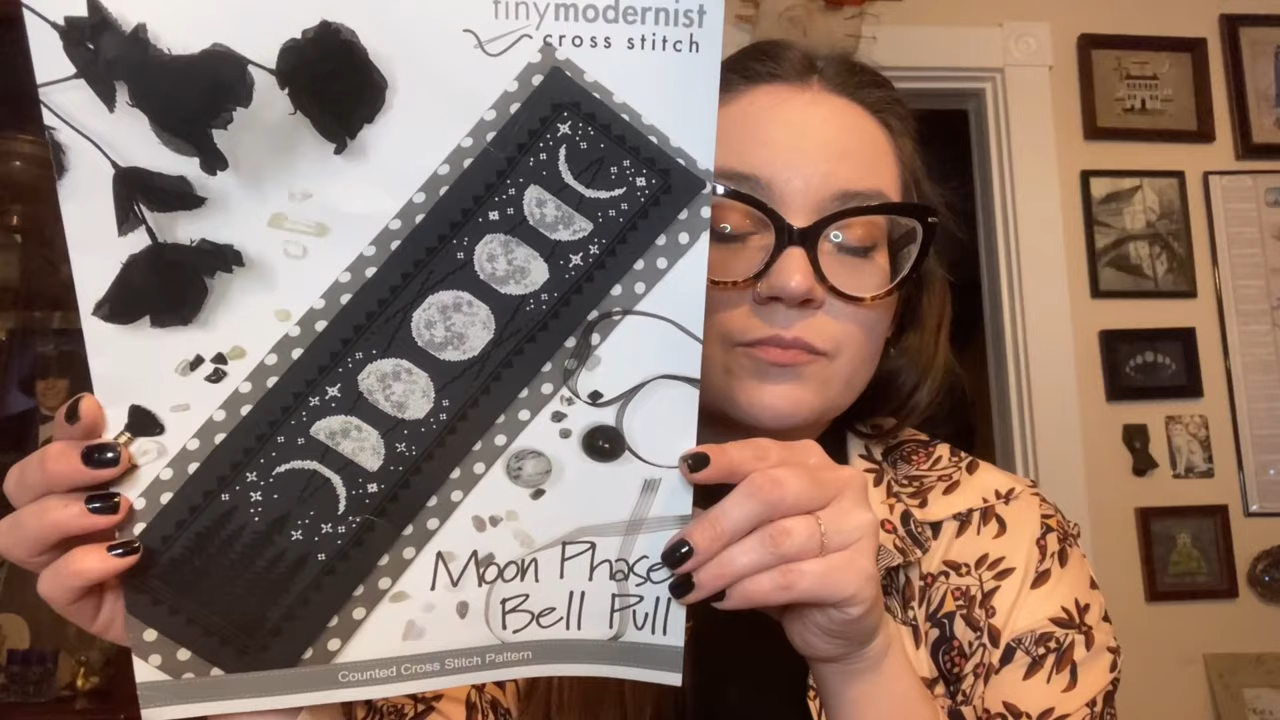 tinymodernist
cross stitch
Moon Phase
Bell Pull
Counted Cross Stitch Pattern